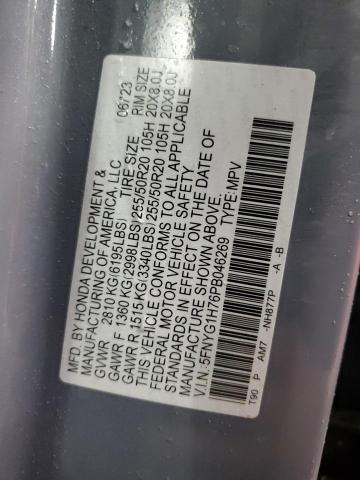 MFD. BY HONDA DEVELOPMENT &
MANUFACTURING OF AMERICA, LLC 06/23
GVWR 2810 KG(6195LBS) TIRE SIZE RIM SIZE
GAWR F 1360 KG(2998LBS) 255/50R20 105H 20X8.0J
GAWR R 1515 KG(3340LBS) 255/50R20 105H 20X8.0J
THIS VEHICLE CONFORMS TO ALL APPLICABLE
FEDERAL MOTOR VEHICLE SAFETY
STANDARDS IN EFFECT ON THE DATE OF
MANUFACTURE SHOWN ABOVE.
V.I.N.:5FNYG1H76PB046269 TYPE:MPV
T90 P AM7 -NH877P -A -B